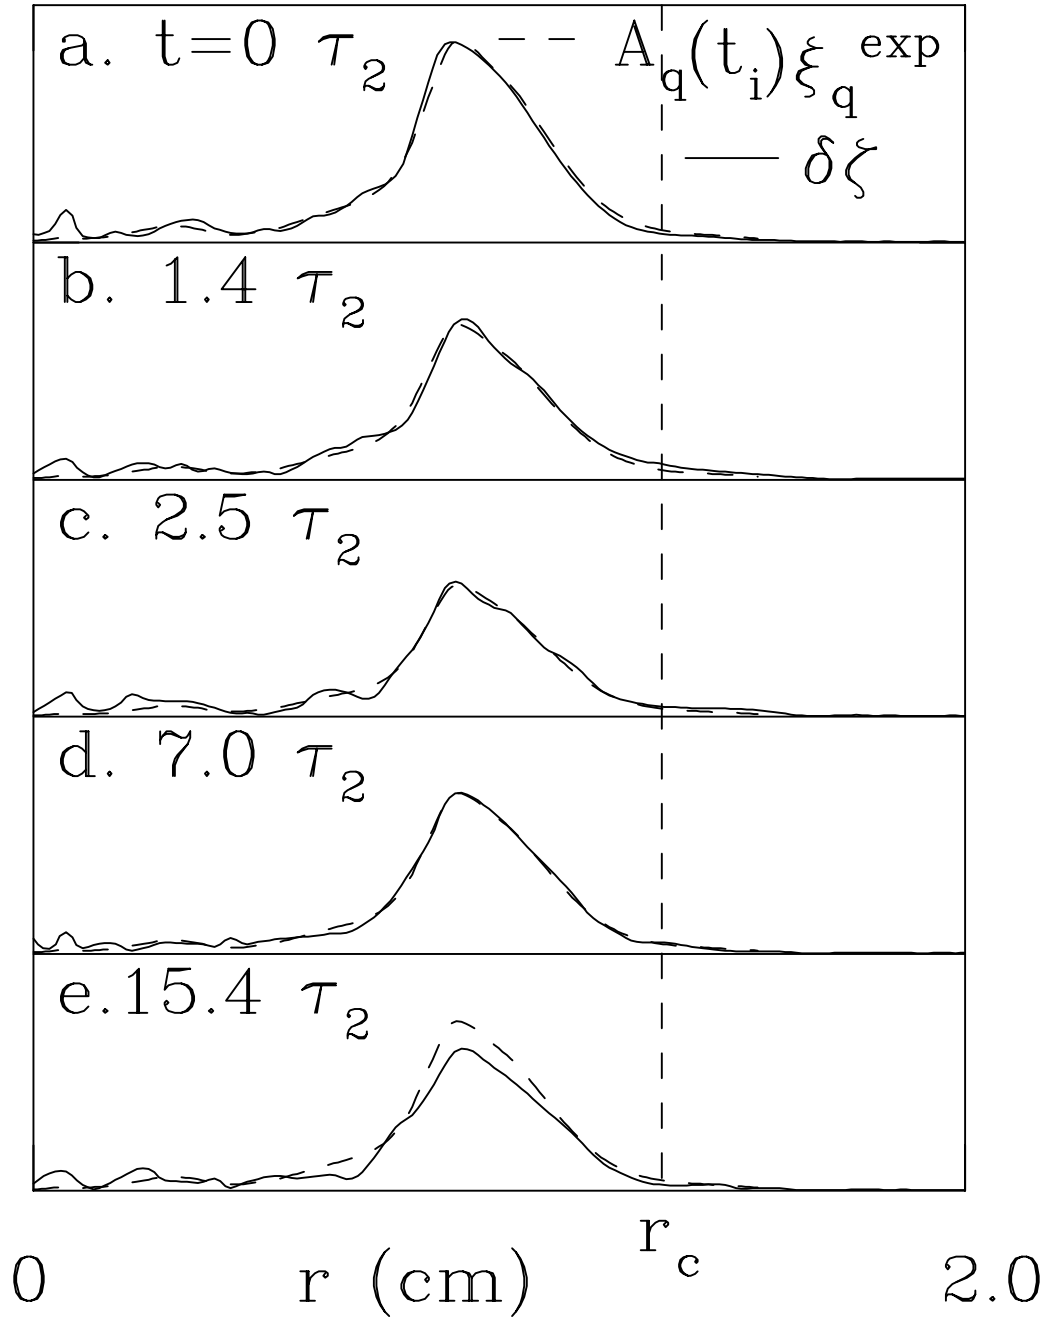 a. t=0 τ₂ – – A_q(t_i)ξ_q^exp
— δζ
b. 1.4 τ₂
c. 2.5 τ₂
d. 7.0 τ₂
e.15.4 τ₂
r_c
0 r (cm) 2.0